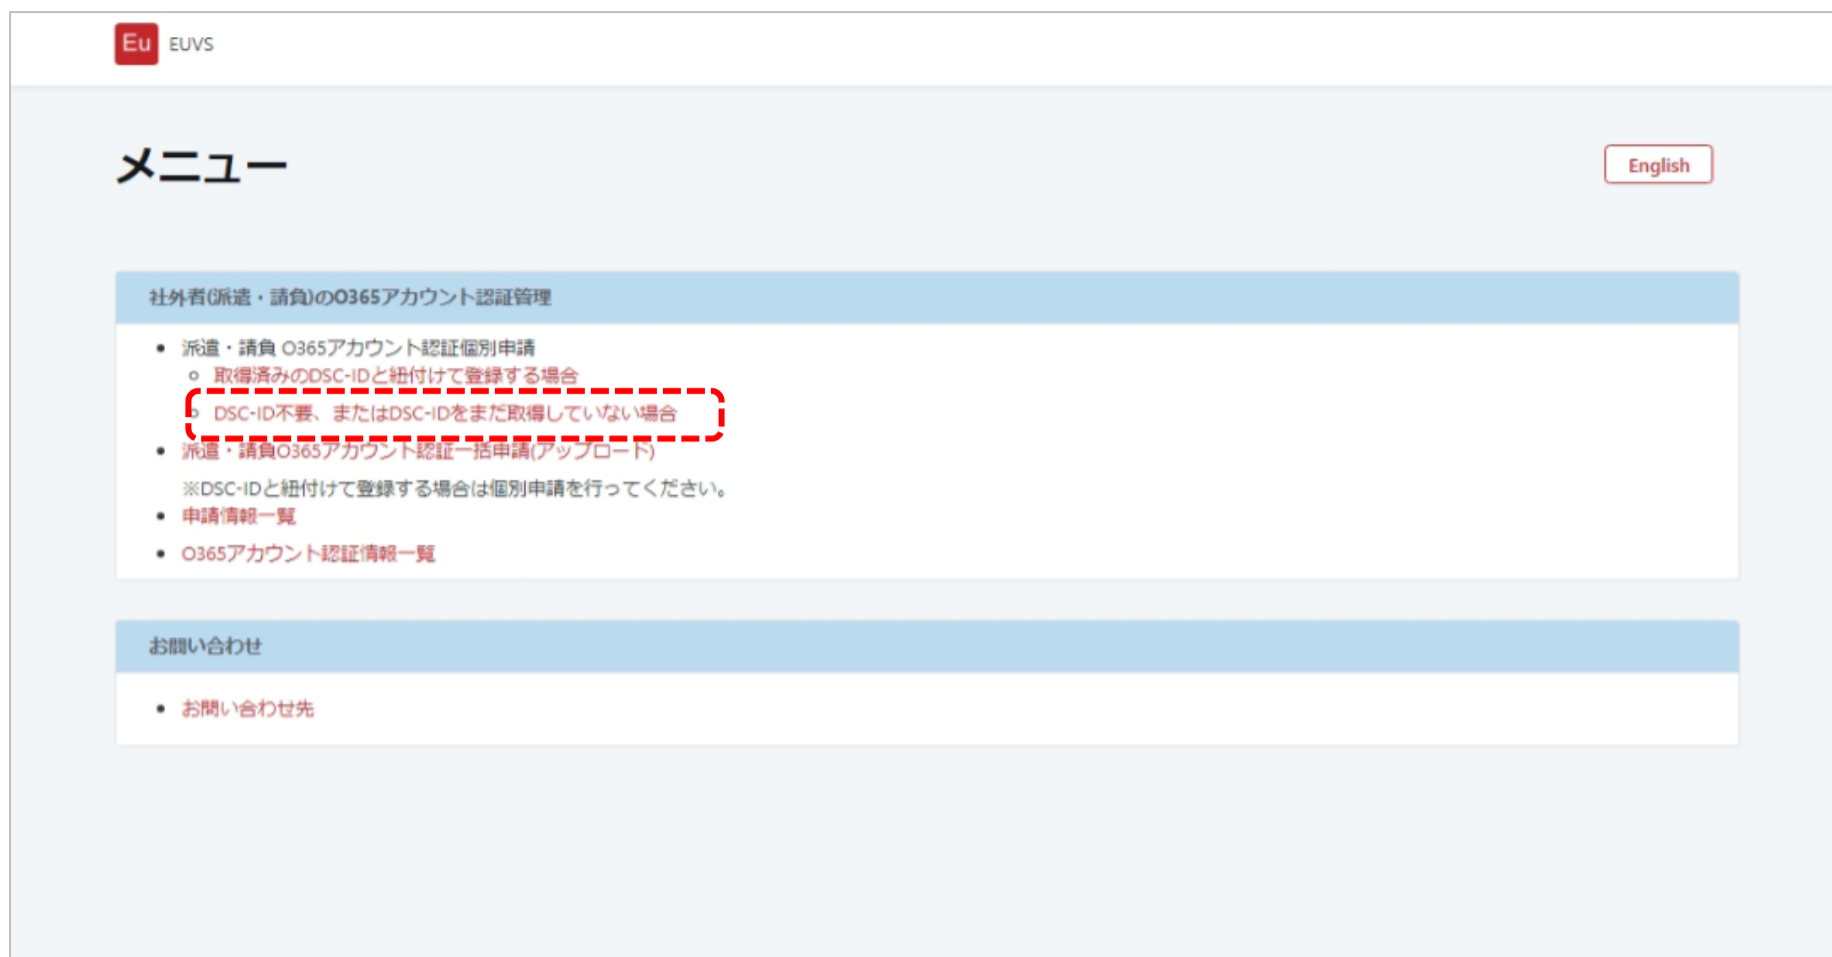 Eu EUVS
メニュー
English
社外者(派遣・請負)のO365アカウント認証管理
派遣・請負 O365アカウント認証個別申請
取得済みのDSC-IDと紐付けて登録する場合
DSC-ID不要、またはDSC-IDをまだ取得していない場合
派遣・請負O365アカウント認証一括申請(アップロード)
※DSC-IDと紐付けて登録する場合は個別申請を行ってください。
申請情報一覧
O365アカウント認証情報一覧
お問い合わせ
お問い合わせ先